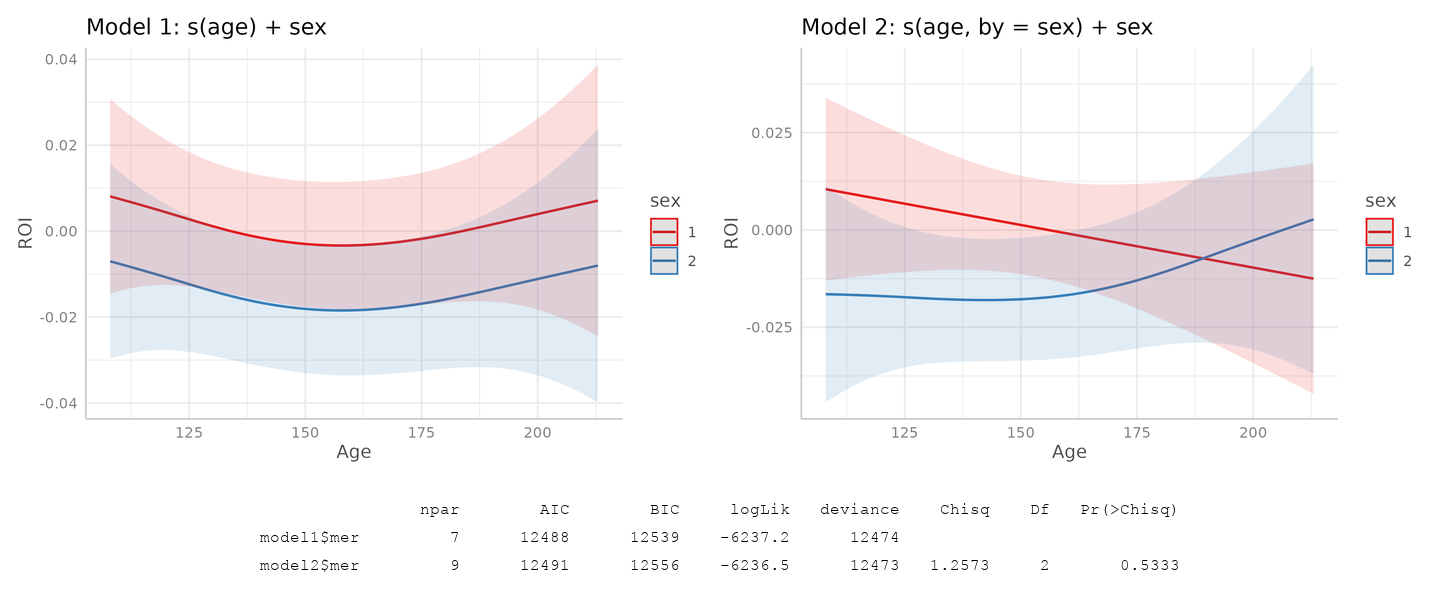 Model 1: s(age) + sex
0.04
0.02
0.00
-0.02
-0.04
ROI
125 150 175 200
Age
sex
1
2
Model 2: s(age, by = sex) + sex
0.025
0.000
-0.025
ROI
125 150 175 200
Age
sex
1
2
npar AIC BIC logLik deviance Chisq Df Pr(>Chisq)
model1$mer 7 12488 12539 -6237.2 12474
model2$mer 9 12491 12556 -6236.5 12473 1.2573 2 0.5333